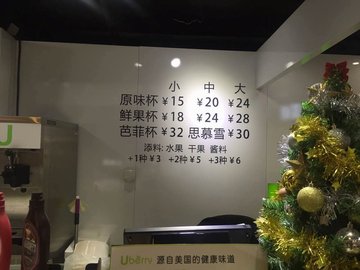 小 中 大
原味杯 ¥15 ¥20 ¥24
鲜果杯 ¥18 ¥24 ¥28
芭菲杯 ¥32 思慕雪 ¥30
添料: 水果 干果 酱料
+1种 ¥3 +2种 ¥5 +3种 ¥6
Uberry 源自美国的健康味道